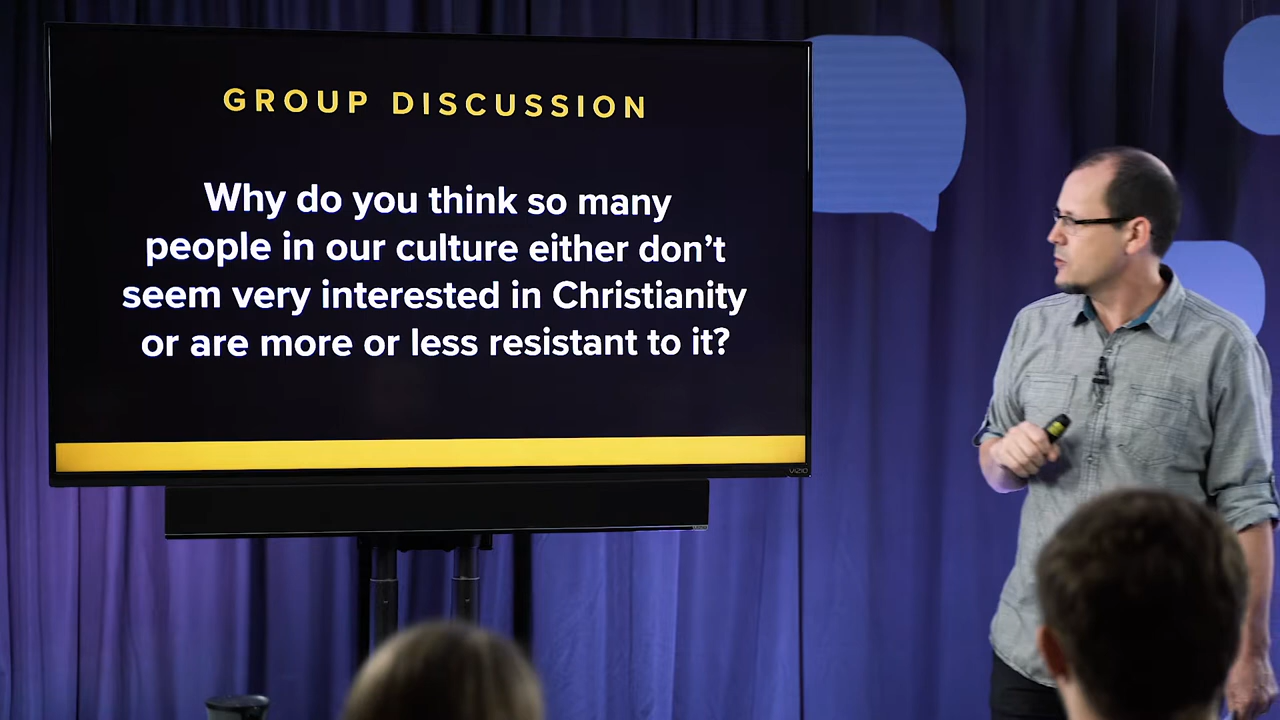 GROUP DISCUSSION
Why do you think so many
people in our culture either don’t
seem very interested in Christianity
or are more or less resistant to it?
VIZIO